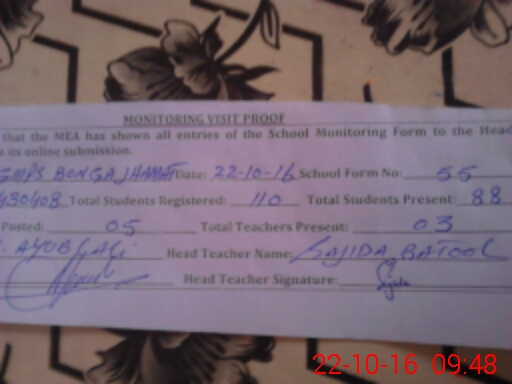 MONITORING VISIT PROOF
that the MEA has shown all entries of the School Monitoring Form to the Head
its online submission.
GMPS BONGA JHAMAT Date: 22-10-16 School Form No: 55
430408 Total Students Registered: 110 Total Students Present: 88
Posted: 05 Total Teachers Present: 03
AYUB Head Teacher Name: SAJIDA BATOOL
Head Teacher Signature:
22-10-16 09:48